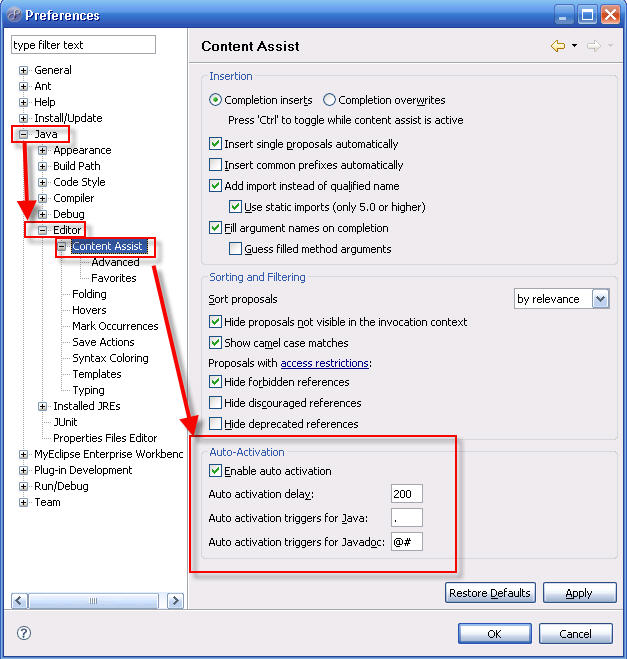 Preferences
type filter text
General
Ant
Help
Install/Update
Java
Appearance
Build Path
Code Style
Compiler
Debug
Editor
Content Assist
Advanced
Favorites
Folding
Hovers
Mark Occurrences
Save Actions
Syntax Coloring
Templates
Typing
Installed JREs
JUnit
Properties Files Editor
MyEclipse Enterprise Workbenc
Plug-in Development
Run/Debug
Team
Content Assist
Insertion
Completion inserts Completion overwrites
Press 'Ctrl' to toggle while content assist is active
Insert single proposals automatically
Insert common prefixes automatically
Add import instead of qualified name
Use static imports (only 5.0 or higher)
Fill argument names on completion
Guess filled method arguments
Sorting and Filtering
Sort proposals by relevance
Hide proposals not visible in the invocation context
Show camel case matches
Proposals with access restrictions:
Hide forbidden references
Hide discouraged references
Hide deprecated references
Auto-Activation
Enable auto activation
Auto activation delay: 200
Auto activation triggers for Java: .
Auto activation triggers for Javadoc: @#
Restore Defaults Apply
? OK Cancel